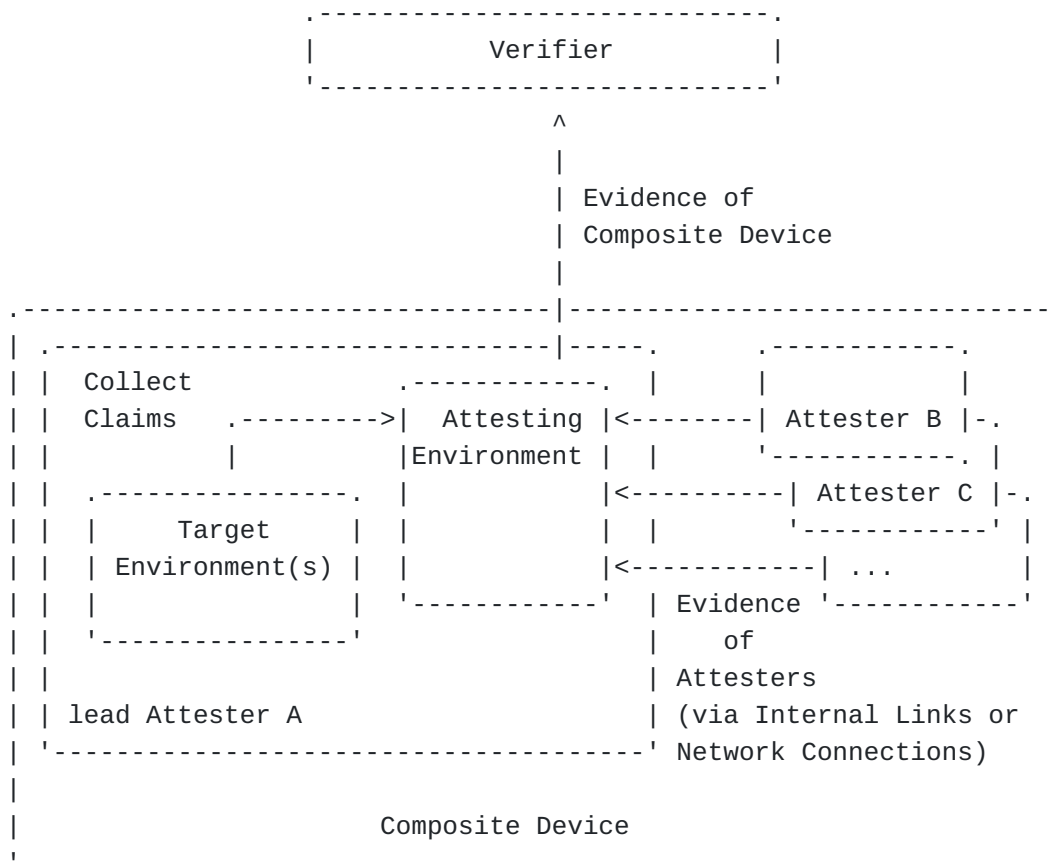 Verifier
Evidence of
Composite Device
Collect
Claims
Attesting
Environment
Attester B
Attester C
Target
Environment(s)
...
Evidence
of
Attesters
(via Internal Links or
Network Connections)
lead Attester A
Composite Device